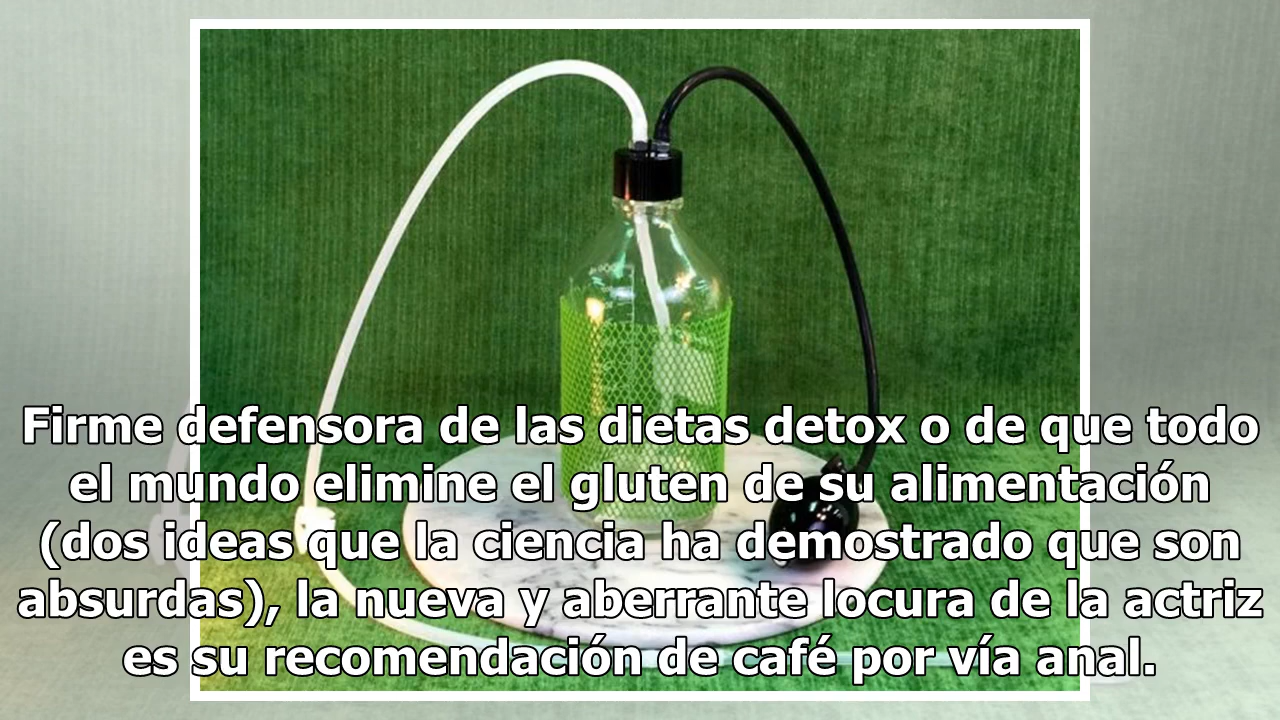 Firme defensora de las dietas detox o de que todo
el mundo elimine el gluten de su alimentación
(dos ideas que la ciencia ha demostrado que son
absurdas), la nueva y aberrante locura de la actriz
es su recomendación de café por vía anal.